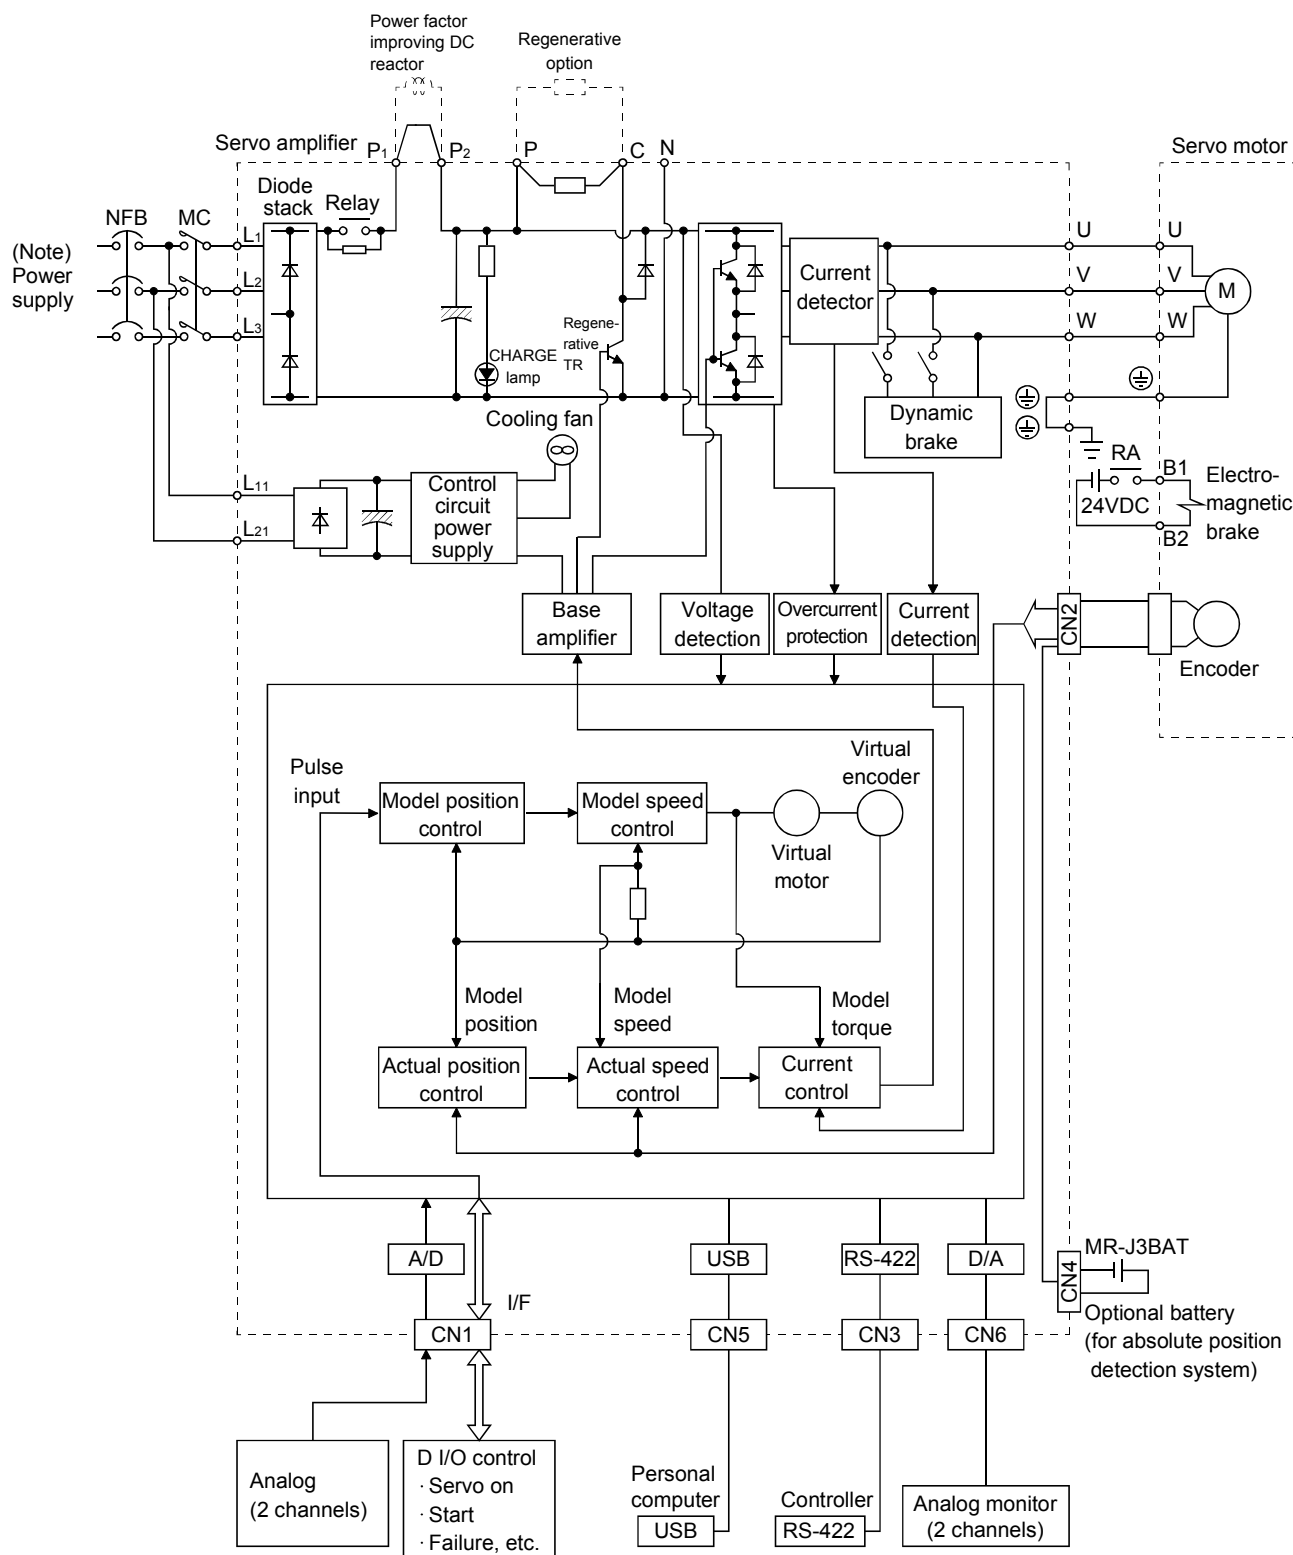 Power factor
improving DC
reactor
Regenerative
option
Servo amplifier
P1
P2
P
C
N
Servo motor
Diode
stack
Relay
NFB
MC
(Note)
Power
supply
L1
L2
L3
Regene-
rative
TR
CHARGE
lamp
Current
detector
U
V
W
U
V
W
M
Dynamic
brake
Cooling fan
L11
L21
Control
circuit
power
supply
RA
24VDC
B1
B2
Electro-
magnetic
brake
Base
amplifier
Voltage
detection
Overcurrent
protection
Current
detection
CN2
Encoder
Pulse
input
Model position
control
Model speed
control
Virtual
encoder
Virtual
motor
Model
position
Model
speed
Model
torque
Actual position
control
Actual speed
control
Current
control
A/D
I/F
USB
RS-422
D/A
CN4
MR-J3BAT
Optional battery
(for absolute position
detection system)
CN1
CN5
CN3
CN6
Analog
(2 channels)
D I/O control
· Servo on
· Start
· Failure, etc.
Personal
computer
USB
Controller
RS-422
Analog monitor
(2 channels)